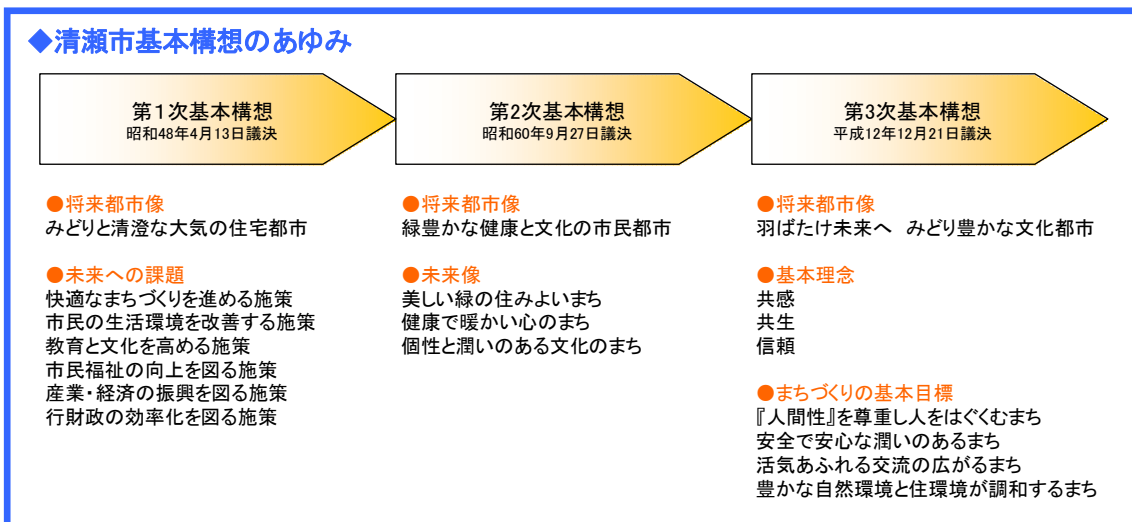 ◆清瀬市基本構想のあゆみ
第1次基本構想
昭和48年4月13日議決
●将来都市像
みどりと清澄な大気の住宅都市
●未来への課題
快適なまちづくりを進める施策
市民の生活環境を改善する施策
教育と文化を高める施策
市民福祉の向上を図る施策
産業・経済の振興を図る施策
行財政の効率化を図る施策
第2次基本構想
昭和60年9月27日議決
●将来都市像
緑豊かな健康と文化の市民都市
●未来像
美しい緑の住みよいまち
健康で暖かい心のまち
個性と潤いのある文化のまち
第3次基本構想
平成12年12月21日議決
●将来都市像
羽ばたけ未来へ　みどり豊かな文化都市
●基本理念
共感
共生
信頼
●まちづくりの基本目標
『人間性』を尊重し人をはぐくむまち
安全で安心な潤いのあるまち
活気あふれる交流の広がるまち
豊かな自然環境と住環境が調和するまち